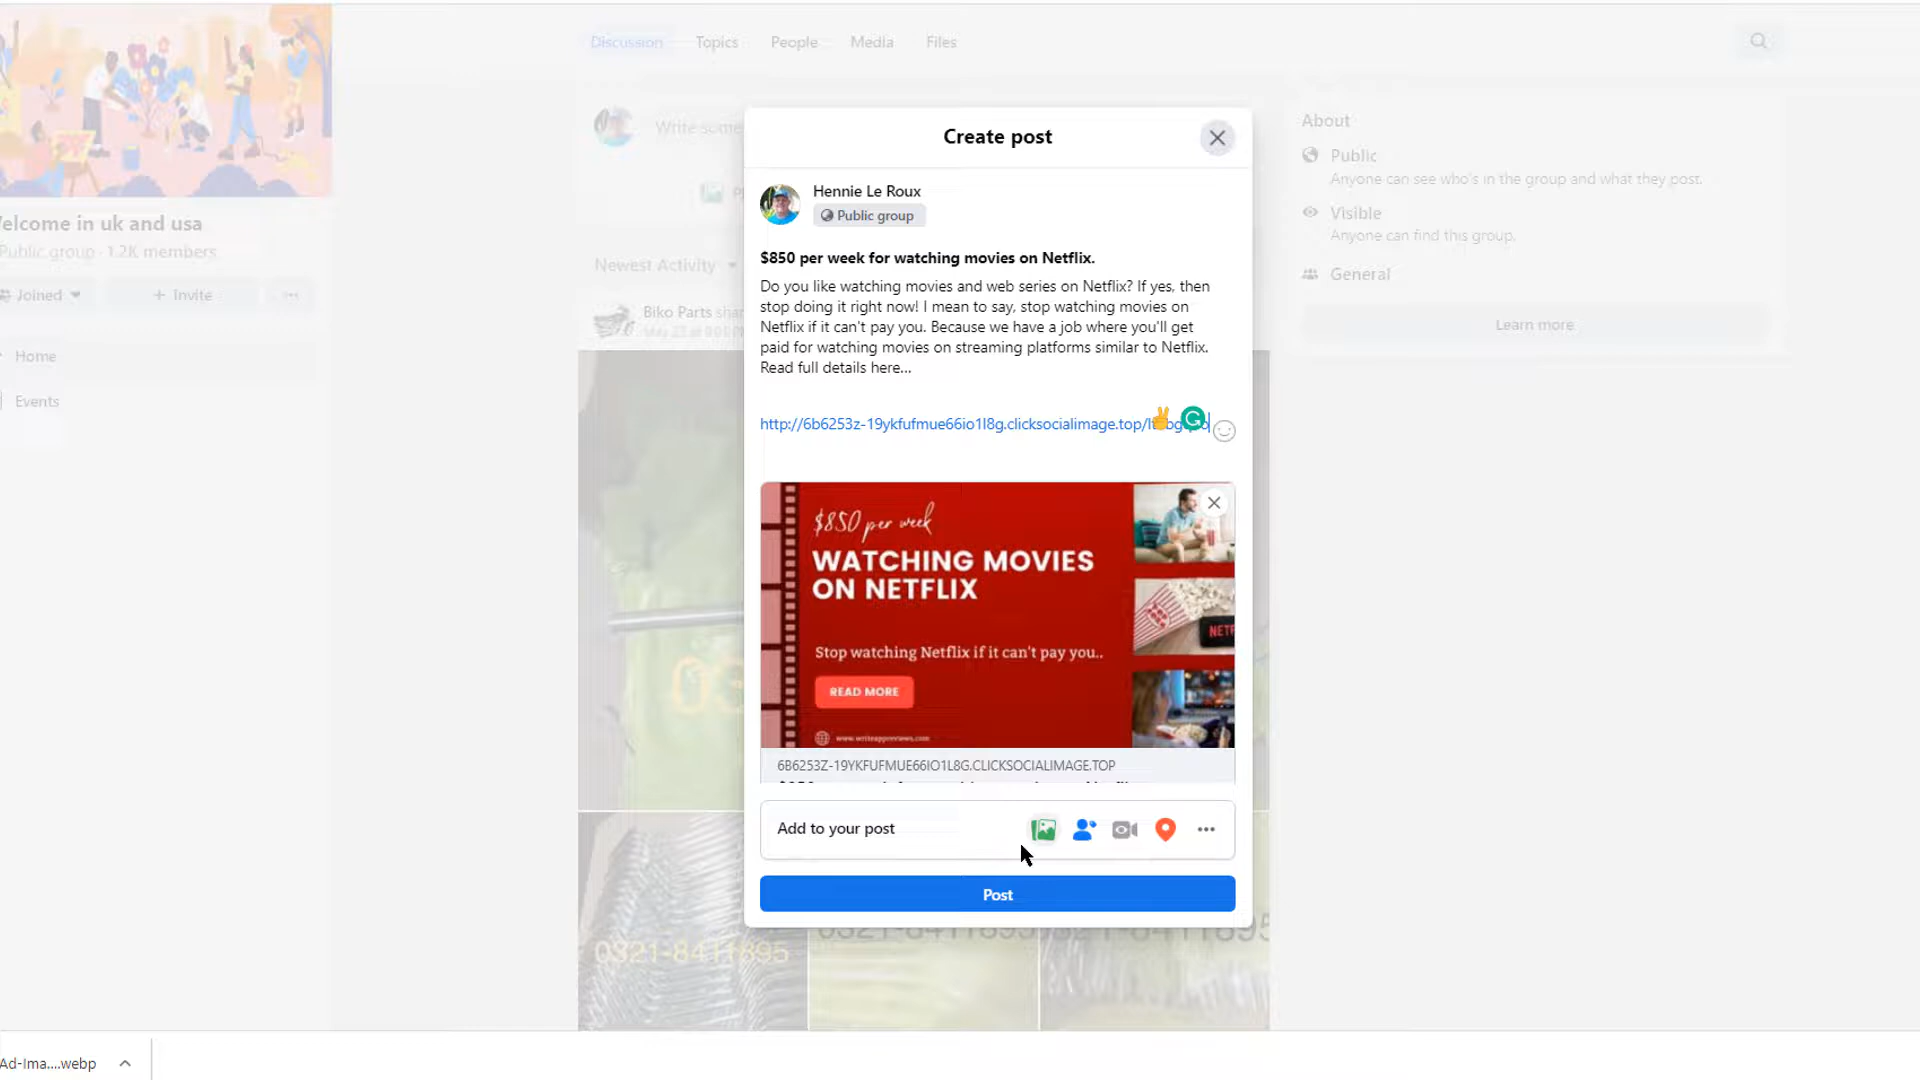 Discussion
Topics
People
Media
Files
Write some
Create post
Hennie Le Roux
Public group
$850 per week for watching movies on Netflix.
Do you like watching movies and web series on Netflix? If yes, then
stop doing it right now! I mean to say, stop watching movies on
Netflix if it can't pay you. Because we have a job where you'll get
paid for watching movies on streaming platforms similar to Netflix.
Read full details here...
http://6b6253z-19ykfufmue66io1l8g.clicksocialimage.top/
$850 per week
WATCHING MOVIES
ON NETFLIX
Stop watching Netflix if it can't pay you..
READ MORE
www.writeappreviews.com
NETF
6B6253Z-19YKFUFMUE66IO1L8G.CLICKSOCIALIMAGE.TOP
Add to your post
Post
elcome in uk and usa
Public group · 1.2K members
Joined
+ Invite
Home
Events
Newest Activity
Biko Parts shar
0321-8411895
About
Public
Anyone can see who's in the group and what they post.
Visible
Anyone can find this group.
General
Learn more
Ad-Ima....webp